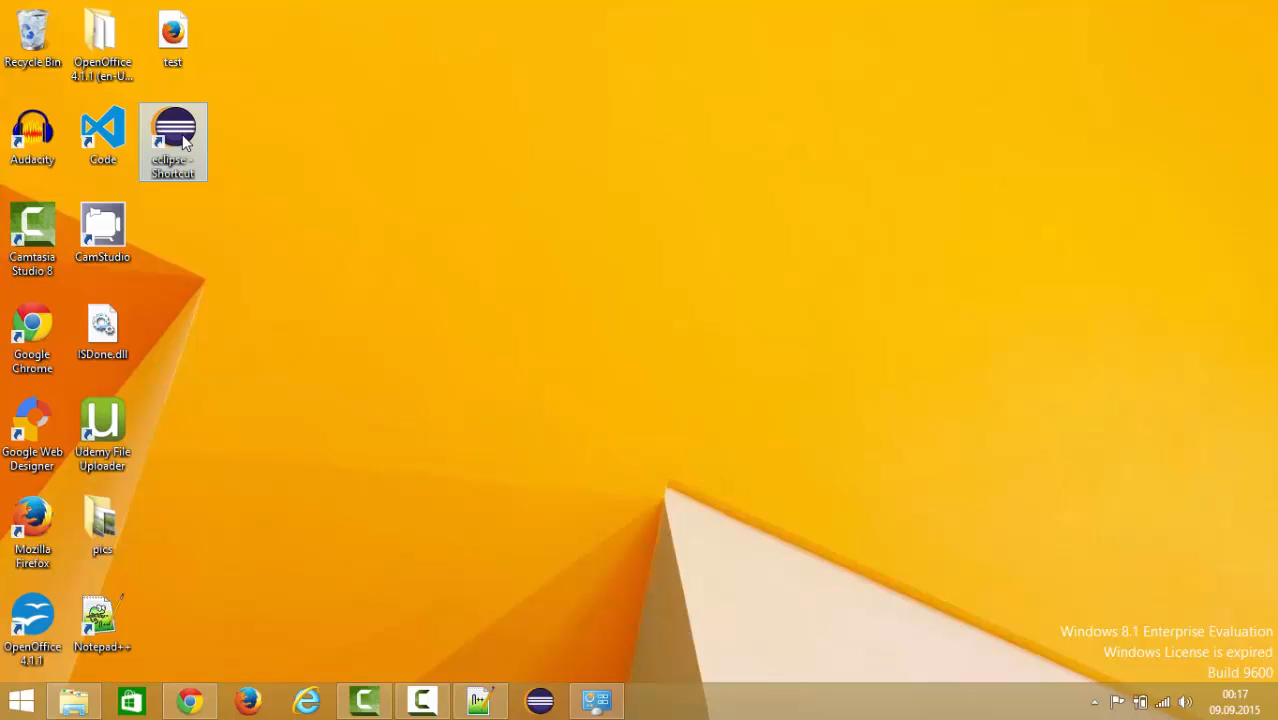 Recycle Bin
OpenOffice
4.1.1 (en-U...
test
Audacity
Code
eclipse -
Shortcut
Camtasia
Studio 8
CamStudio
Google
Chrome
ISDone.dll
Google Web
Designer
Udemy File
Uploader
Mozilla
Firefox
pics
OpenOffice
4.1.1
Notepad++
Windows 8.1 Enterprise Evaluation
Windows License is expired
Build 9600
00:17
09.09.2015